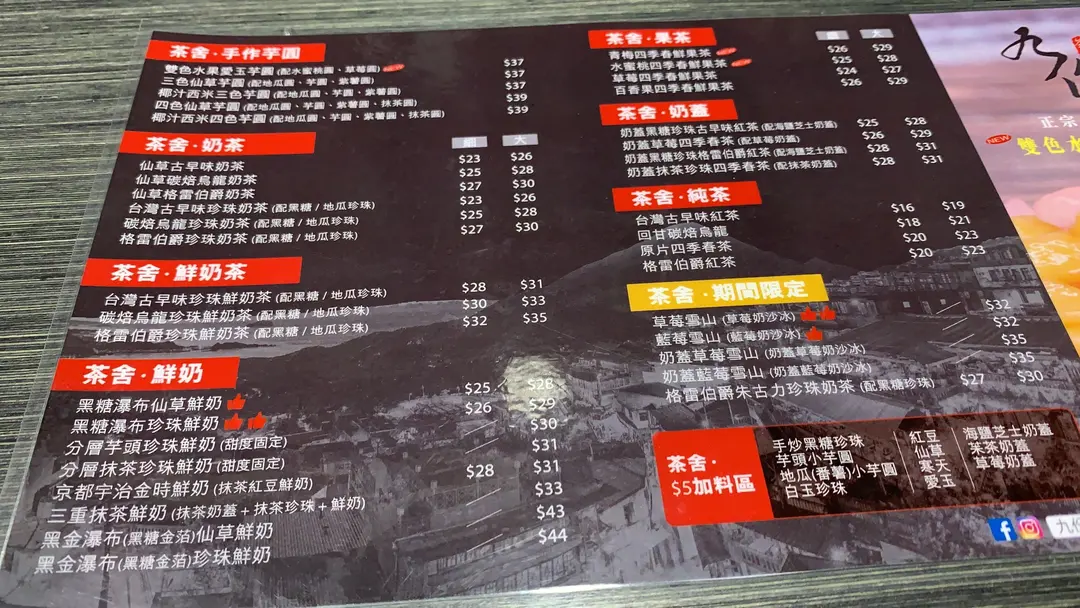 茶舍·手作芋圓
雙色水果愛玉芋圓(配水蜜桃圓、草莓圓) NEW $37
三色仙草芋圓(配地瓜圓、芋圓、紫薯圓) $37
椰汁西米三色芋圓(配地瓜圓、芋圓、紫薯圓) $37
四色仙草芋圓(配地瓜圓、芋圓、紫薯圓、抹茶圓) $39
椰汁西米四色芋圓(配地瓜圓、芋圓、紫薯圓、抹茶圓) $39
茶舍·奶茶 大
仙草古早味奶茶 $23 $26
仙草碳焙烏龍奶茶 $25 $28
仙草格雷伯爵奶茶 $27 $30
台灣古早味珍珠奶茶(配黑糖/地瓜珍珠) $23 $26
碳焙烏龍珍珠奶茶(配黑糖/地瓜珍珠) $25 $28
格雷伯爵珍珠奶茶(配黑糖/地瓜珍珠) $27 $30
茶舍·鮮奶茶
台灣古早味珍珠鮮奶茶(配黑糖/地瓜珍珠) $28 $31
碳焙烏龍珍珠鮮奶茶(配黑糖/地瓜珍珠) $30 $33
格雷伯爵珍珠鮮奶茶(配黑糖/地瓜珍珠) $32 $35
茶舍·鮮奶
黑糖瀑布仙草鮮奶 $25 $28
黑糖瀑布珍珠鮮奶 $26 $29
分層芋頭珍珠鮮奶(甜度固定) $30
分層抹茶珍珠鮮奶(甜度固定) $31
京都宇治金時鮮奶(抹茶紅豆鮮奶) $28 $31
三重抹茶鮮奶(抹茶奶蓋+抹茶珍珠+鮮奶) $33
黑金瀑布(黑糖金箔)仙草鮮奶 $43
黑金瀑布(黑糖金箔)珍珠鮮奶 $44
茶舍·果茶 大
青梅四季春鮮果茶 NEW $26 $29
水蜜桃四季春鮮果茶 NEW $25 $28
草莓四季春鮮果茶 $24 $27
百香果四季春鮮果茶 $26 $29
茶舍·奶蓋
奶蓋黑糖珍珠古早味紅茶(配海鹽芝士奶蓋) $25 $28
奶蓋草莓四季春茶(配草莓奶蓋) $26 $29
奶蓋黑糖珍珠格雷伯爵紅茶(配海鹽芝士奶蓋) $28 $31
奶蓋抹茶珍珠四季春茶(配抹茶奶蓋) $28 $31
茶舍·純茶
台灣古早味紅茶 $16 $19
回甘碳焙烏龍 $18 $21
原片四季春茶 $20 $23
格雷伯爵紅茶 $20 $23
茶舍·期間限定
草莓雪山(草莓奶沙冰) $32
藍莓雪山(藍莓奶沙冰) $32
奶蓋草莓雪山(奶蓋草莓奶沙冰) $35
奶蓋藍莓雪山(奶蓋藍莓奶沙冰) $35
格雷伯爵朱古力珍珠奶茶(配黑糖珍珠) $27 $30
茶舍·
$5加料區
手炒黑糖珍珠 紅豆 海鹽芝士奶蓋
芋頭小芋圓 仙草 茶奶蓋
地瓜(番薯)小芋圓 寒天 草莓奶蓋
白玉珍珠 愛玉
九
正宗
NEW 雙色
九份